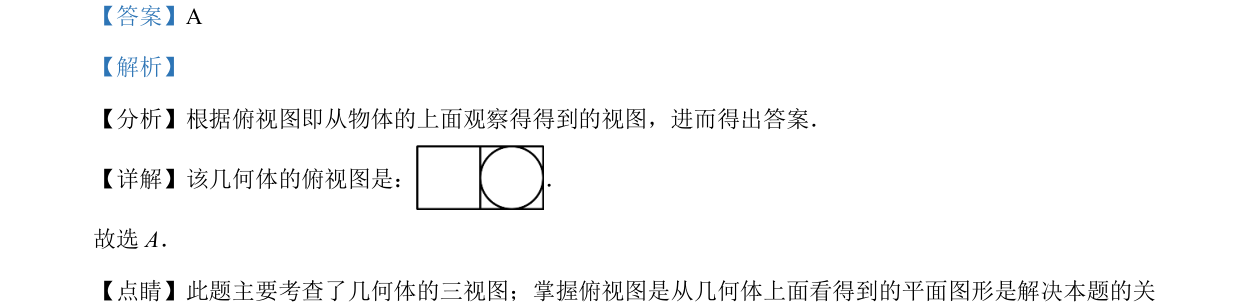 【答案】A
【解析】
【分析】根据俯视图即从物体的上面观察得得到的视图，进而得出答案．
【详解】该几何体的俯视图是：．
故选 A．
【点睛】此题主要考查了几何体的三视图；掌握俯视图是从几何体上面看得到的平面图形是解决本题的关